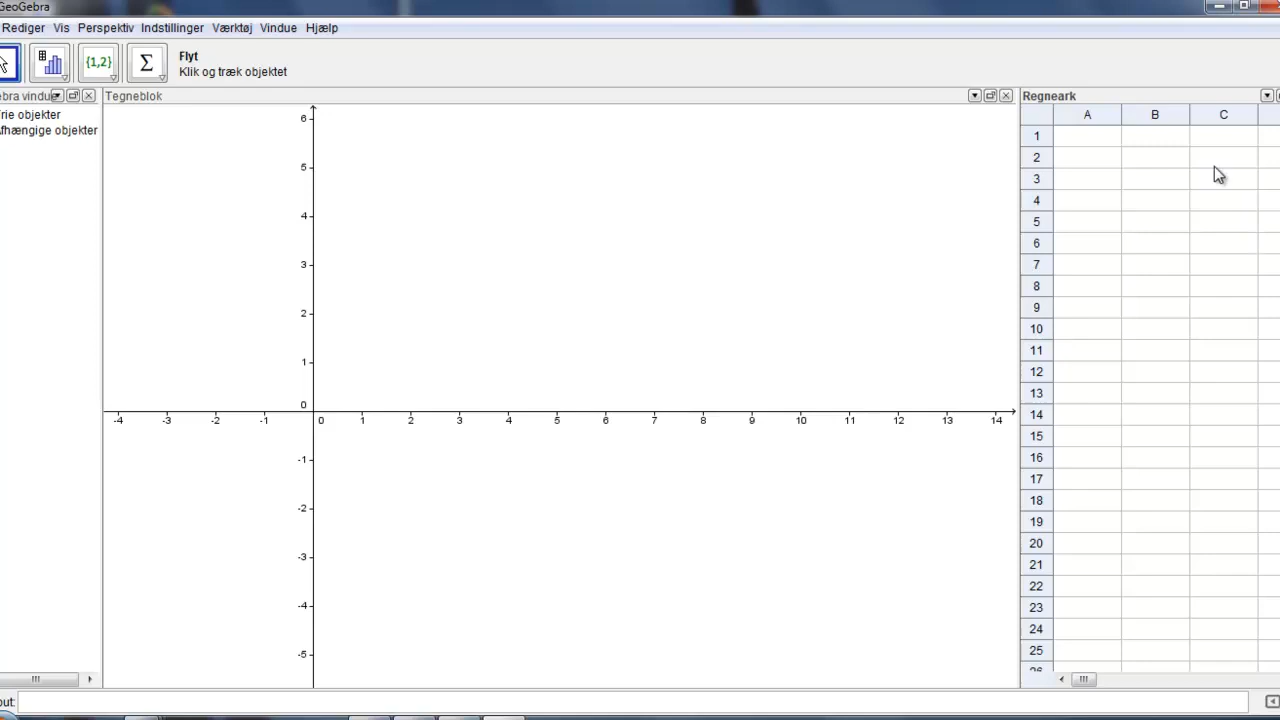 GeoGebra
Rediger Vis Perspektiv Indstillinger Værktøj Vindue Hjælp
{1,2} Σ
Flyt
Klik og træk objektet
ebra vindue
Tegneblok
Regneark
rie objekter
fhængige objekter
A B C
1
2
3
4
5
6
7
8
9
10
11
12
13
14
15
16
17
18
19
20
21
22
23
24
25
26
6
5
4
3
2
1
0
-4 -3 -2 -1 0 1 2 3 4 5 6 7 8 9 10 11 12 13 14
-1
-2
-3
-4
-5
put: